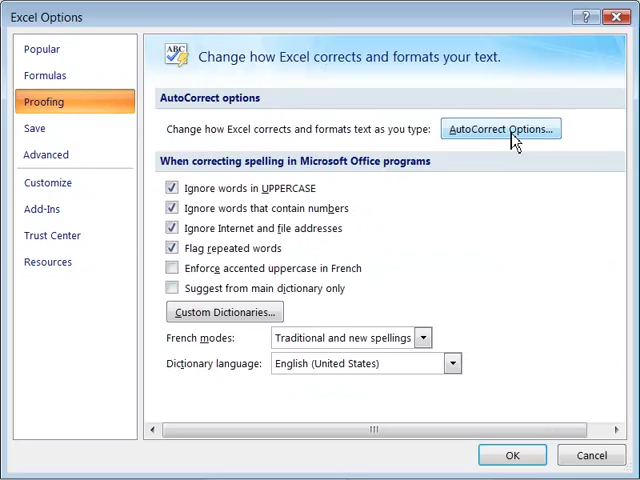 Excel Options
Popular
Formulas
Proofing
Save
Advanced
Customize
Add-Ins
Trust Center
Resources
ABC
Change how Excel corrects and formats your text.
AutoCorrect options
Change how Excel corrects and formats text as you type:
AutoCorrect Options...
When correcting spelling in Microsoft Office programs
Ignore words in UPPERCASE
Ignore words that contain numbers
Ignore Internet and file addresses
Flag repeated words
Enforce accented uppercase in French
Suggest from main dictionary only
Custom Dictionaries...
French modes: Traditional and new spellings
Dictionary language: English (United States)
OK
Cancel